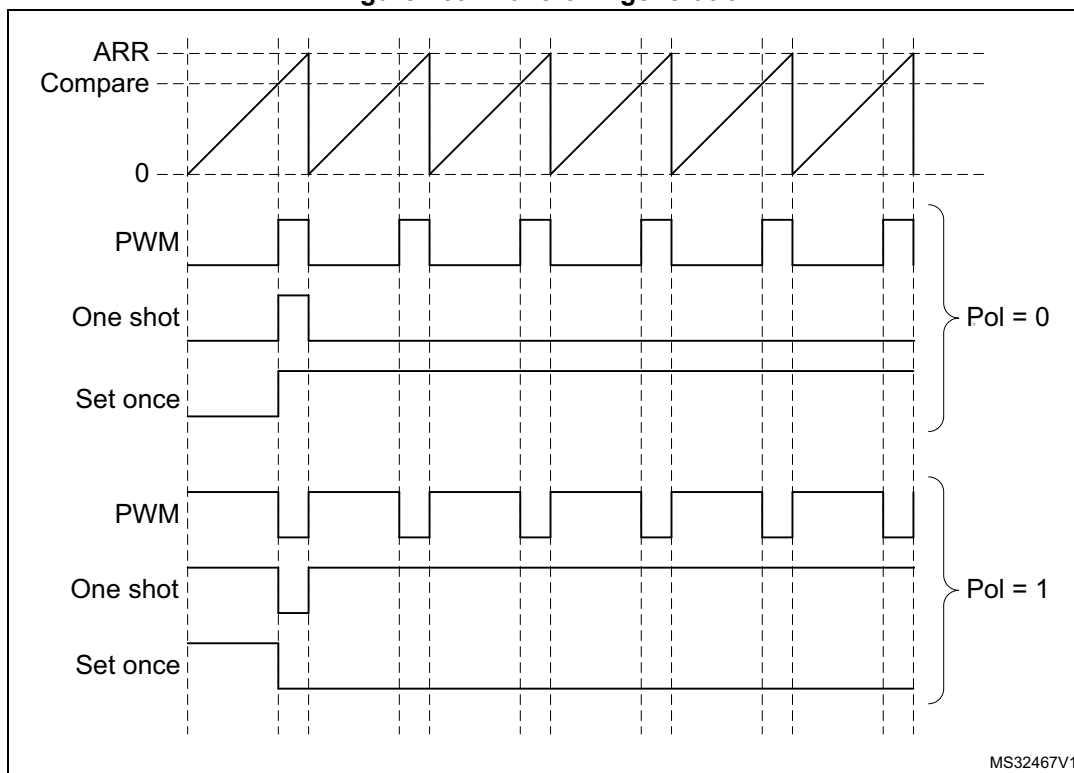 ARR
Compare
0
PWM
One shot
Pol = 0
Set once
PWM
One shot
Pol = 1
Set once
MS32467V1